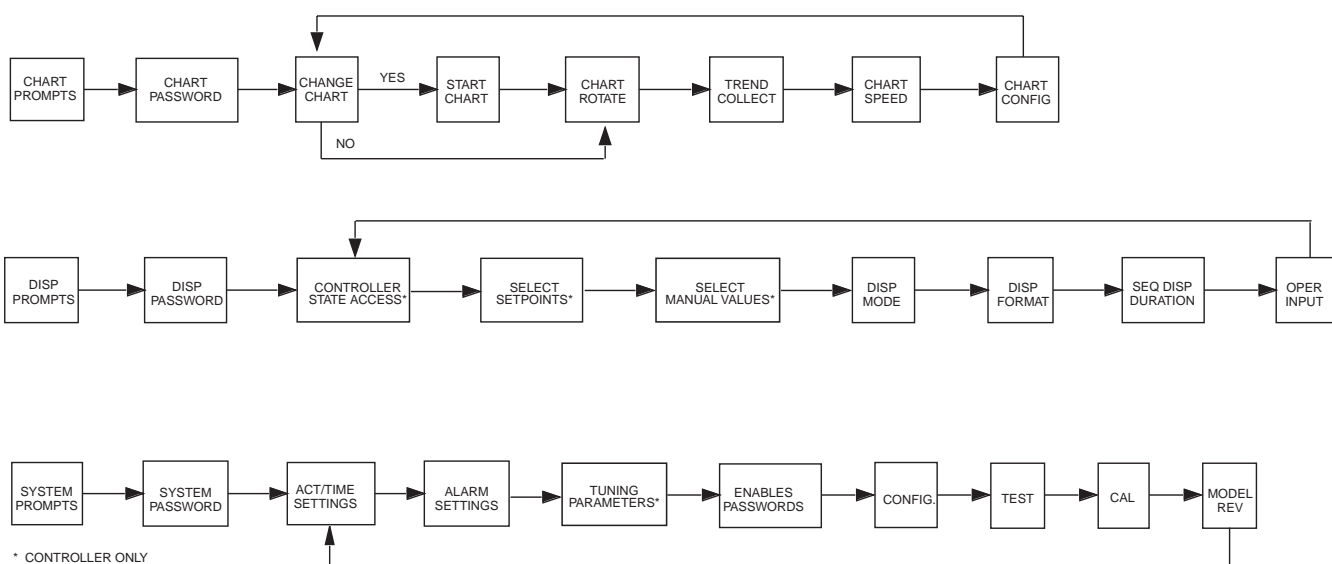 CHART
PROMPTS
CHART
PASSWORD
CHANGE
CHART
YES
NO
START
CHART
CHART
ROTATE
TREND
COLLECT
CHART
SPEED
CHART
CONFIG
DISP
PROMPTS
DISP
PASSWORD
CONTROLLER
STATE ACCESS*
SELECT
SETPOINTS*
SELECT
MANUAL VALUES*
DISP
MODE
DISP
FORMAT
SEQ DISP
DURATION
OPER
INPUT
SYSTEM
PROMPTS
SYSTEM
PASSWORD
ACT/TIME
SETTINGS
ALARM
SETTINGS
TUNING
PARAMETERS*
ENABLES
PASSWORDS
CONFIG.
TEST
CAL
MODEL
REV
* CONTROLLER ONLY